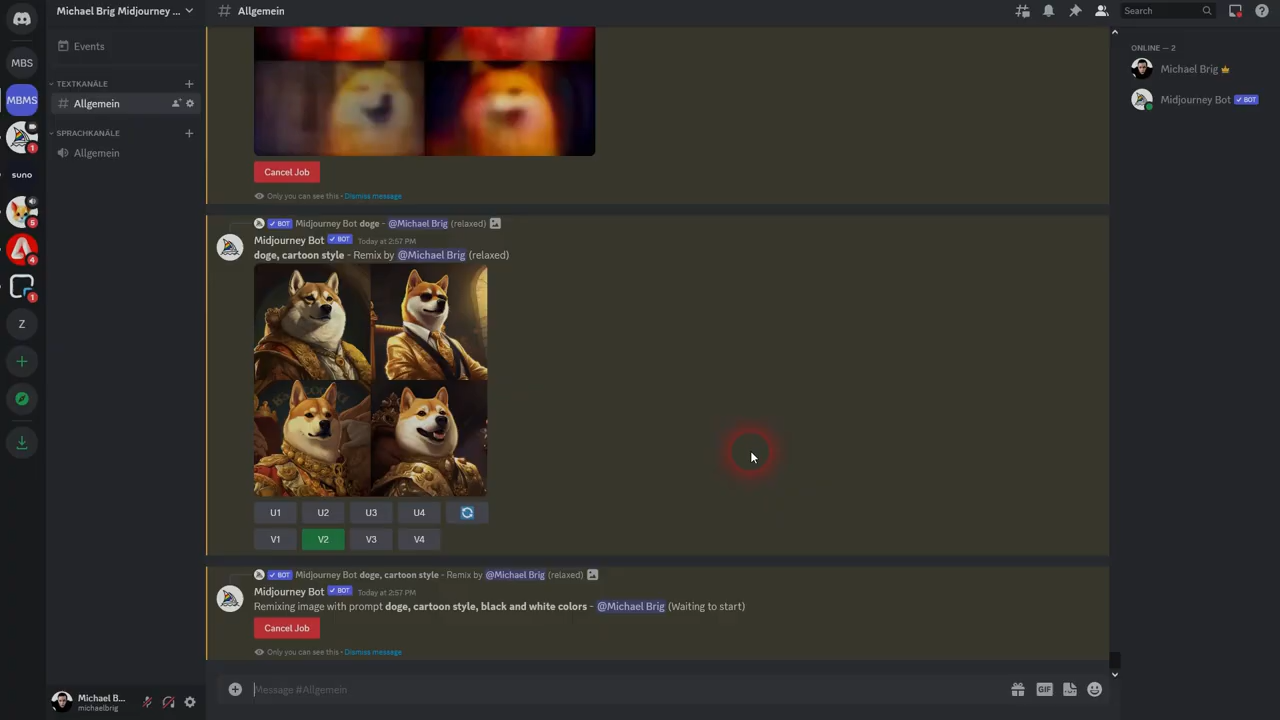 Michael Brig Midjourney ...
Allgemein
Search
MBS
MBMS
1
suno
5
4
1
Z
Events
TEXTKANÄLE
Allgemein
SPRACHKANÄLE
Allgemein
Cancel Job
Only you can see this • Dismiss message
BOT Midjourney Bot doge - @Michael Brig (relaxed)
Midjourney Bot BOT Today at 2:57 PM
doge, cartoon style - Remix by @Michael Brig (relaxed)
U1 U2 U3 U4
V1 V2 V3 V4
BOT Midjourney Bot doge, cartoon style - Remix by @Michael Brig (relaxed)
Midjourney Bot BOT Today at 2:57 PM
Remixing image with prompt doge, cartoon style, black and white colors - @Michael Brig (Waiting to start)
Cancel Job
Only you can see this • Dismiss message
Message #Allgemein
GIF
ONLINE — 2
Michael Brig
Midjourney Bot BOT
Michael B...
michaelbrig